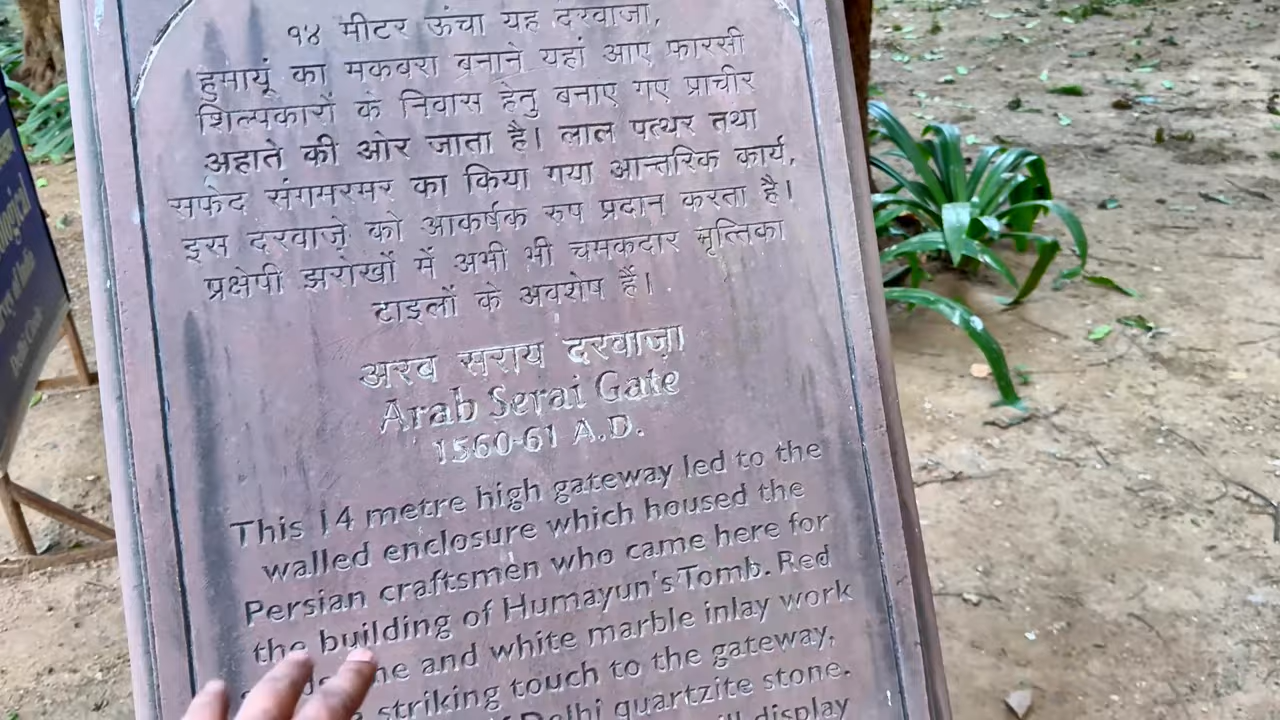 १४ मीटर ऊंचा यह दरवाजा,
हुमायूं का मकबरा बनाने यहां आए फारसी
शिल्पकारों के निवास हेतु बनाए गए प्राचीर
अहाते की ओर जाता है। लाल पत्थर तथा
सफेद संगमरमर का किया गया आन्तरिक कार्य,
इस दरवाज़े को आकर्षक रुप प्रदान करता है।
प्रक्षेपी झरोखों में अभी भी चमकदार मृत्तिका
टाइलों के अवशेष हैं।
अरब सराय दरवाज़ा
Arab Serai Gate
1560-61 A.D.
This 14 metre high gateway led to the
walled enclosure which housed the
Persian craftsmen who came here for
the building of Humayun's Tomb. Red
and white marble inlay work
striking touch to the gateway,
Delhi quartzite stone.
display